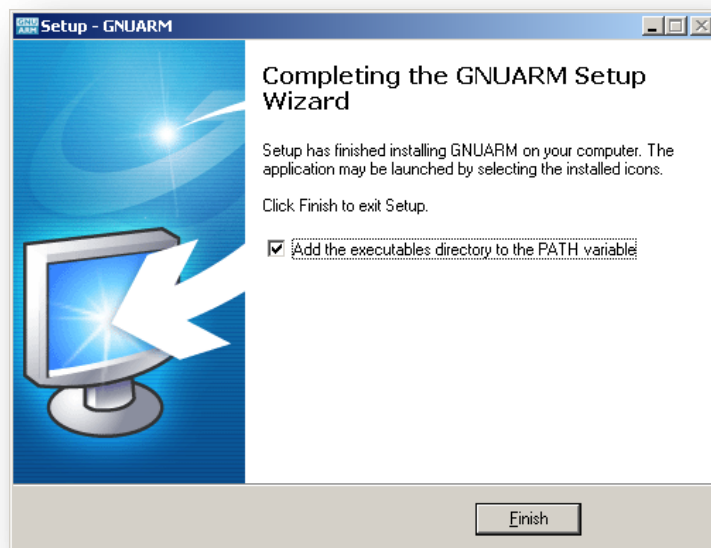 GNU
ARM
Setup - GNUARM
Completing the GNUARM Setup
Wizard
Setup has finished installing GNUARM on your computer. The
application may be launched by selecting the installed icons.
Click Finish to exit Setup.
Add the executables directory to the PATH variable
Finish